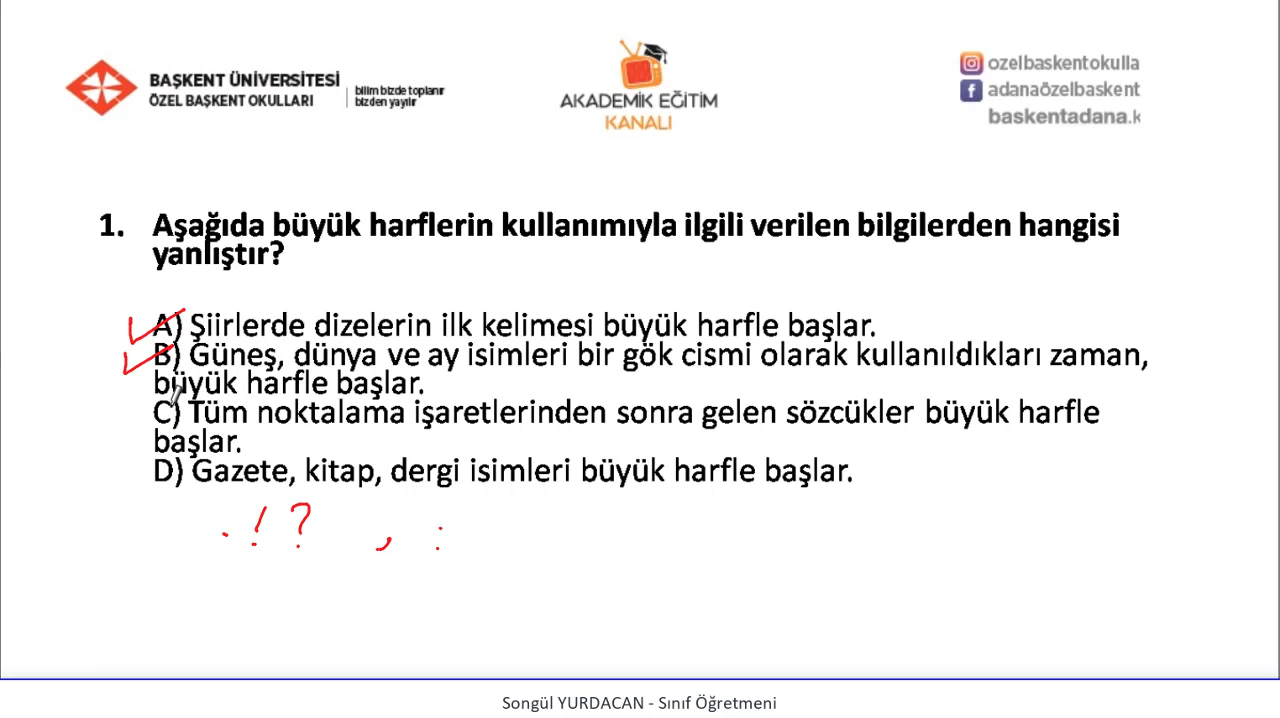 BAŞKENT ÜNİVERSİTESİ
ÖZEL BAŞKENT OKULLARI
bilim bizde toplanır
bizden yayılır
AKADEMİK EĞİTİM
KANALI
ozelbaskentokulla
adanaözelbaskent
baskentadana.k
1. Aşağıda büyük harflerin kullanımıyla ilgili verilen bilgilerden hangisi
yanlıştır?
A) Şiirlerde dizelerin ilk kelimesi büyük harfle başlar.
B) Güneş, dünya ve ay isimleri bir gök cismi olarak kullanıldıkları zaman,
büyük harfle başlar.
C) Tüm noktalama işaretlerinden sonra gelen sözcükler büyük harfle
başlar.
D) Gazete, kitap, dergi isimleri büyük harfle başlar.
. ! ? , :
Songül YURDACAN - Sınıf Öğretmeni